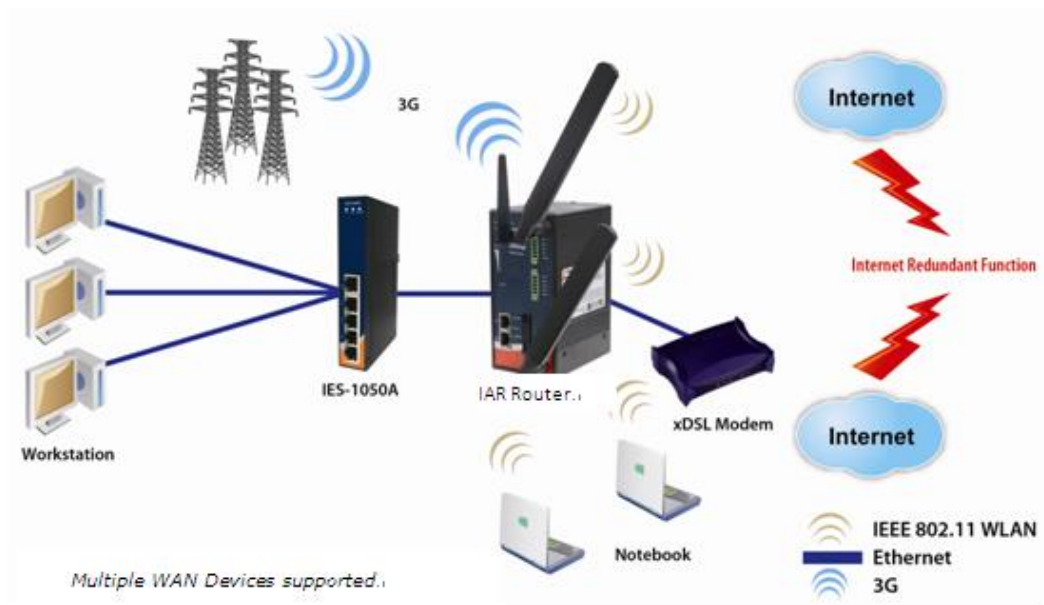 3G
Internet
Internet Redundant Function
IES-1050A
IAR Router.
xDSL Modem
Internet
Workstation
Notebook
IEEE 802.11 WLAN
Ethernet
3G
Multiple WAN Devices supported.